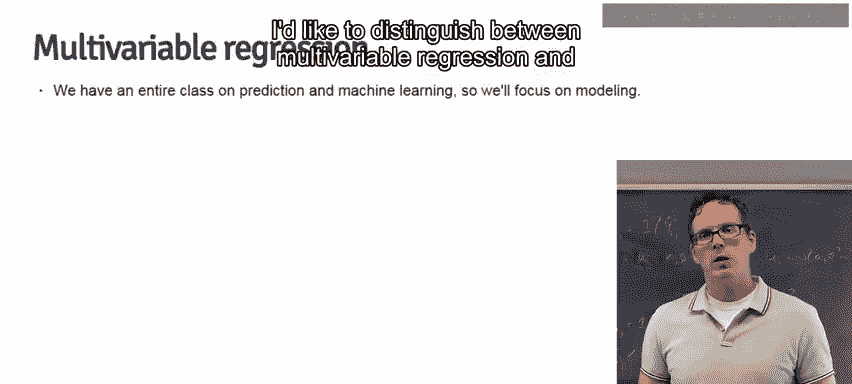 I'd like to distinguish between
Multivariable regression
multivariable regression and
· We have an entire class on prediction and machine learning, so we'll focus on modeling.